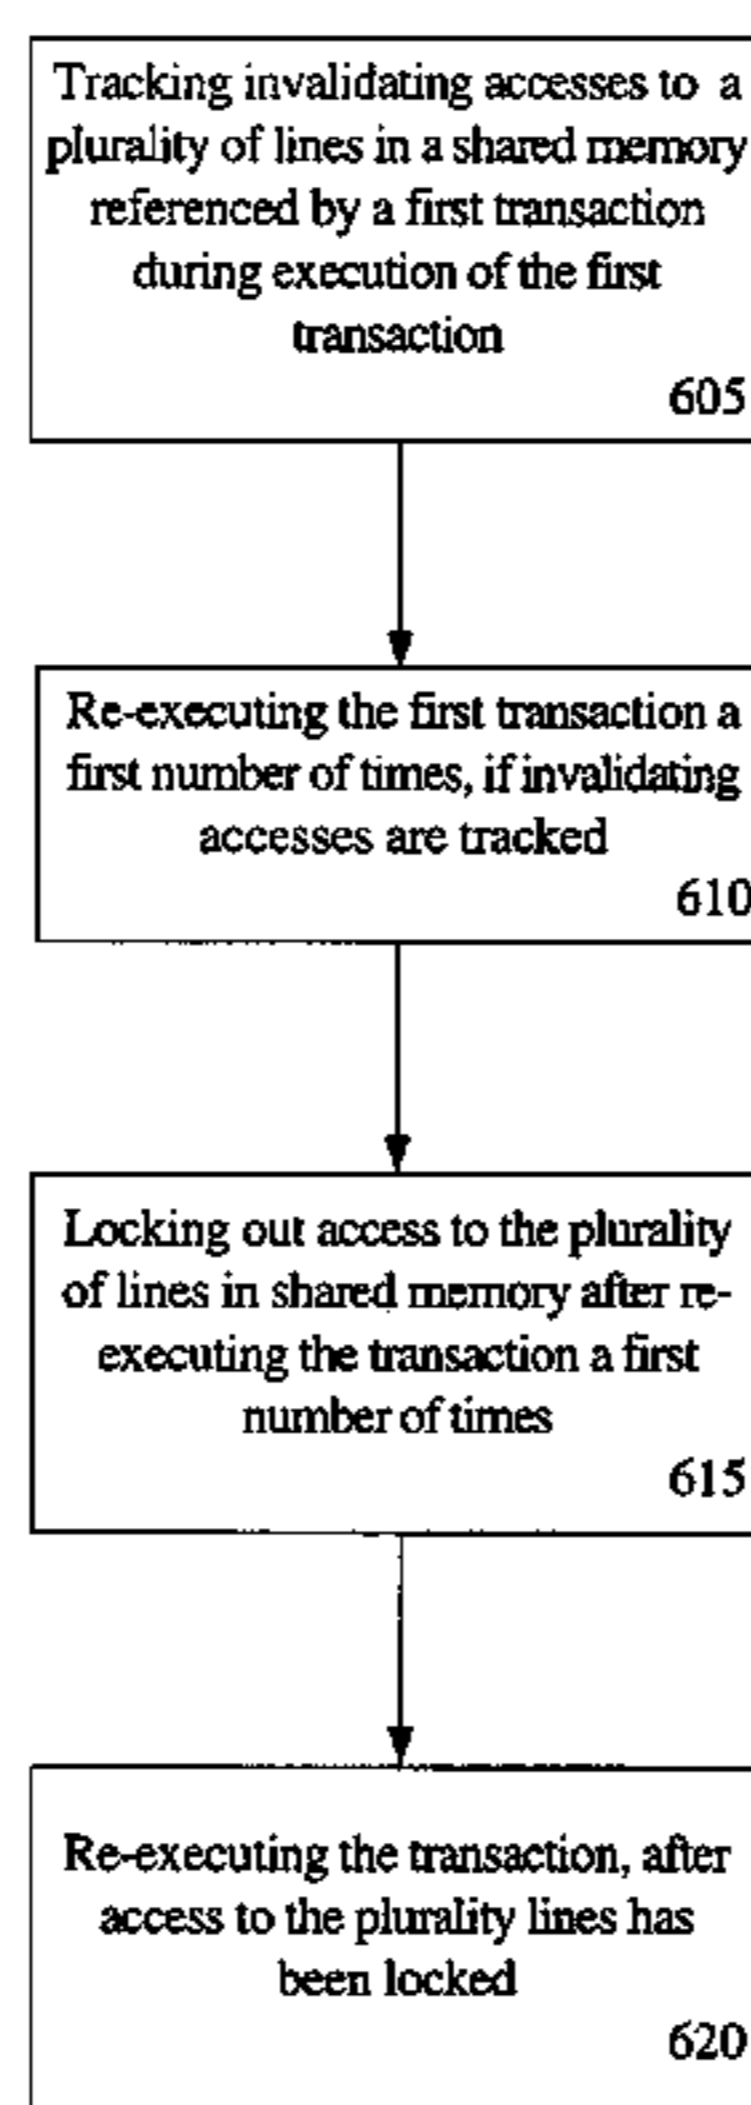 Tracking invalidating accesses to a
plurality of lines in a shared memory
referenced by a first transaction
during execution of the first
transaction
605
Re-executing the first transaction a
first number of times, if invalidating
accesses are tracked
610
Locking out access to the plurality
of lines in shared memory after re-
executing the transaction a first
number of times
615
Re-executing the transaction, after
access to the plurality lines has
been locked
620